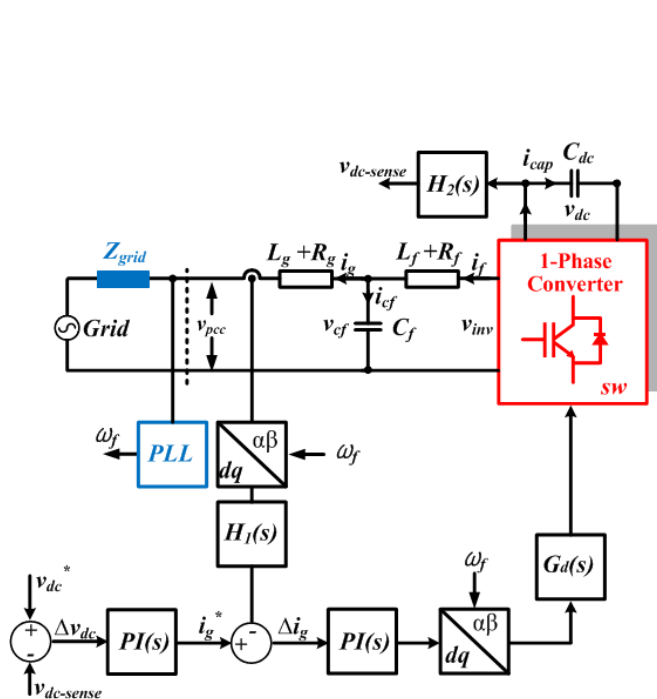 C_dc
i_cap
v_dc-sense
H_2(s)
v_dc
Z_grid
L_g +R_g
i_g
L_f +R_f
i_f
1-Phase
Converter
i_cf
Grid
v_pcc
v_cf
C_f
v_inv
sw
ω_f
PLL
αβ
dq
ω_f
H_1(s)
ω_f
G_d(s)
v_dc*
+
-
Δv_dc
PI(s)
i_g*
+
-
Δi_g
PI(s)
αβ
dq
v_dc-sense